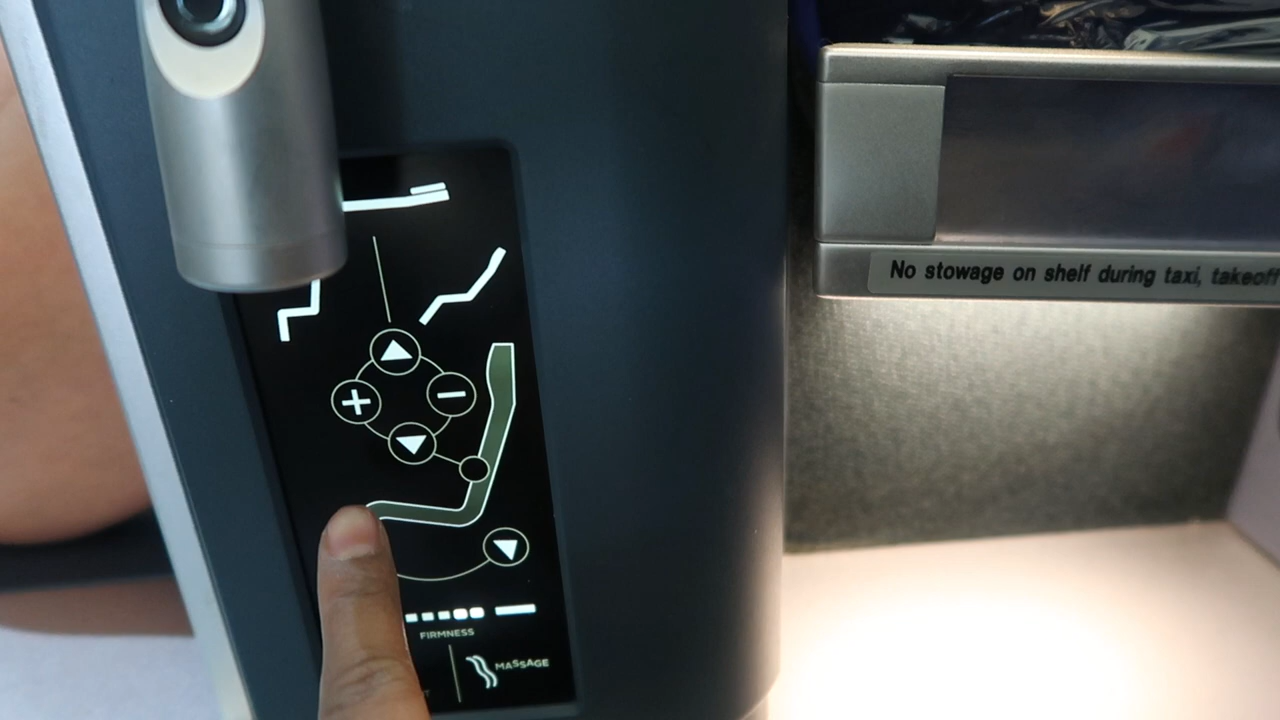 No stowage on shelf during taxi, takeoff
FIRMNESS
MASSAGE